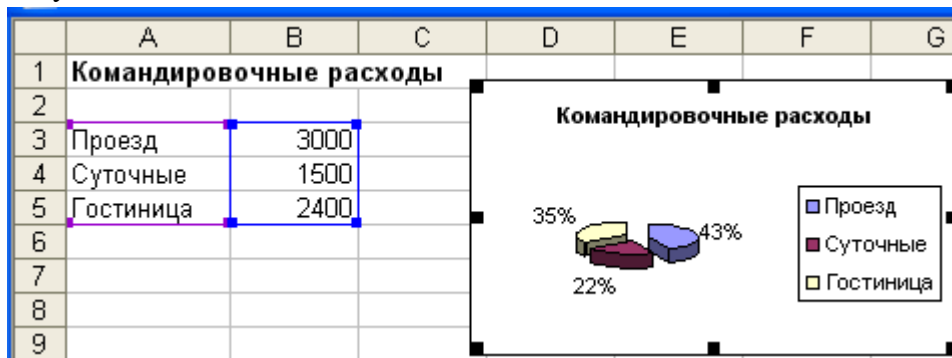 A B C D E F G
1 Командировочные расходы
2
3 Проезд 3000
4 Суточные 1500
5 Гостиница 2400
6
7
8
9
Командировочные расходы
35%
43%
22%
Проезд
Суточные
Гостиница